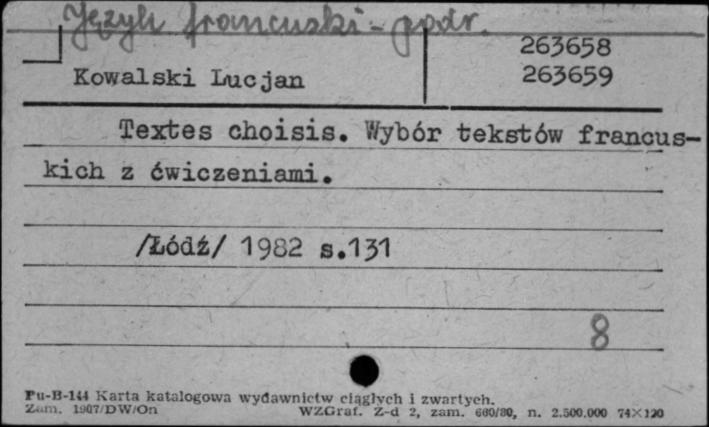 Język francuski - podr.
263658
Kowalski Lucjan 263659
Textes choisis. Wybór tekstów francus-
kich z ćwiczeniami.
/Łódź/ 1982 s.131
8
Pu-B-144 Karta katalogowa wydawnictw ciągłych i zwartych.
Zam. 1907/DW/On WZGraf. Z-d 2, zam. 660/80, n. 2.500.000 74×120